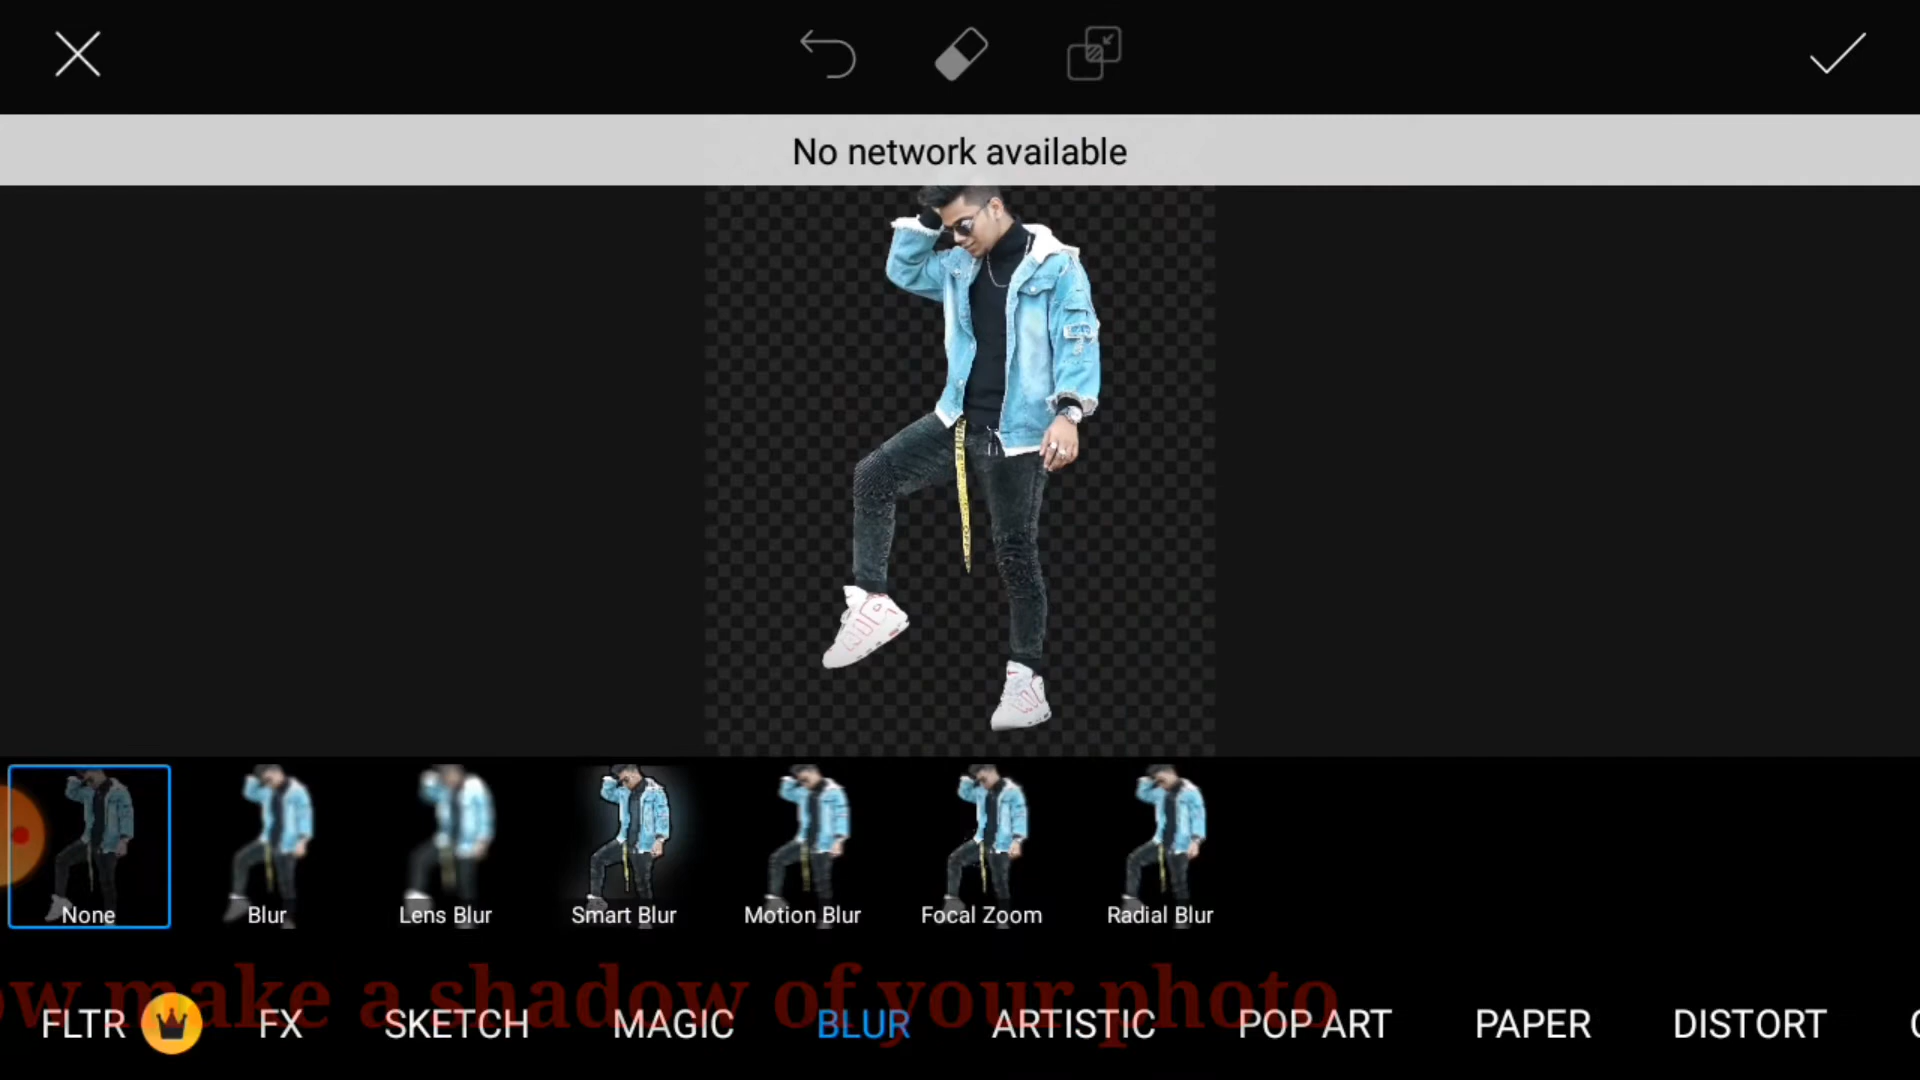 No network available
None
Blur
Lens Blur
Smart Blur
Motion Blur
Focal Zoom
Radial Blur
ow make a shadow of your photo
FLTR
FX
SKETCH
MAGIC
BLUR
ARTISTIC
POP ART
PAPER
DISTORT